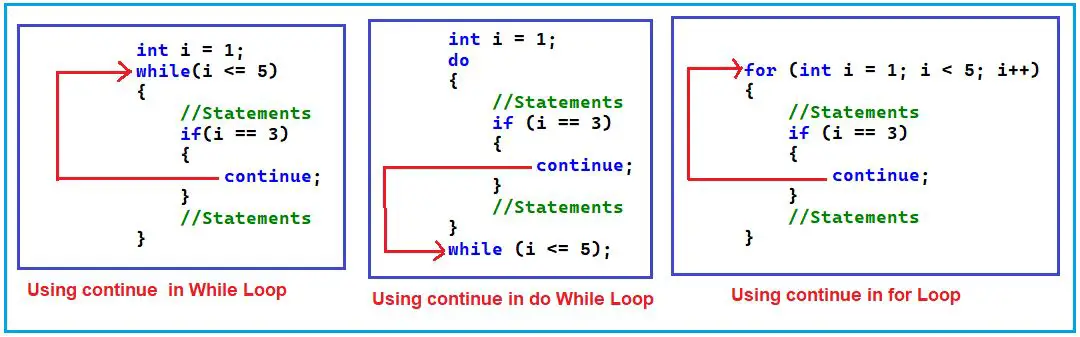 int i = 1;
while(i <= 5)
{
//Statements
if(i == 3)
{
continue;
}
//Statements
}
Using continue in While Loop
int i = 1;
do
{
//Statements
if (i == 3)
{
continue;
}
//Statements
}
while (i <= 5);
Using continue in do While Loop
for (int i = 1; i < 5; i++)
{
//Statements
if (i == 3)
{
continue;
}
//Statements
}
Using continue in for Loop